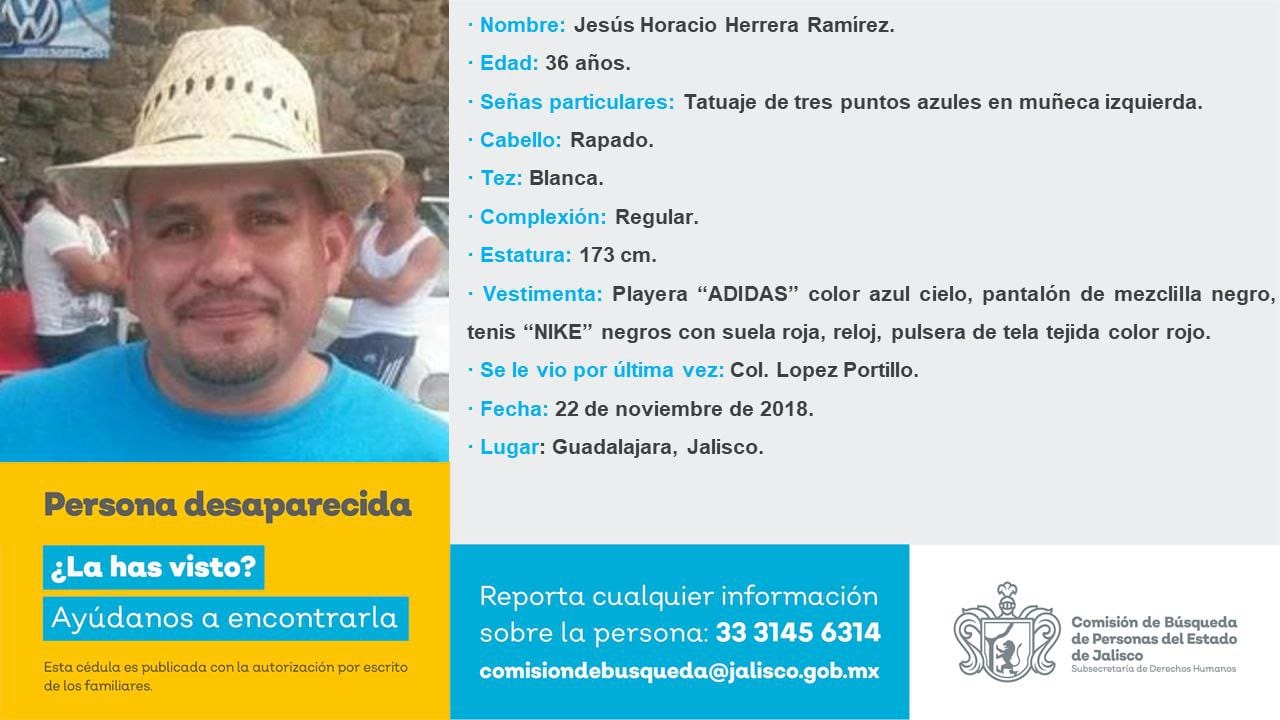 · Nombre: Jesús Horacio Herrera Ramírez.
· Edad: 36 años.
· Señas particulares: Tatuaje de tres puntos azules en muñeca izquierda.
· Cabello: Rapado.
· Tez: Blanca.
· Complexión: Regular.
· Estatura: 173 cm.
· Vestimenta: Playera “ADIDAS” color azul cielo, pantalón de mezclilla negro,
tenis “NIKE” negros con suela roja, reloj, pulsera de tela tejida color rojo.
· Se le vio por última vez: Col. Lopez Portillo.
· Fecha: 22 de noviembre de 2018.
· Lugar: Guadalajara, Jalisco.
Persona desaparecida
¿La has visto?
Ayúdanos a encontrarla
Esta cédula es publicada con la autorización por escrito
de los familiares.
Reporta cualquier información
sobre la persona: 33 3145 6314
comisiondebusqueda@jalisco.gob.mx
Comisión de Búsqueda
de Personas del Estado
de Jalisco
Subsecretaría de Derechos Humanos